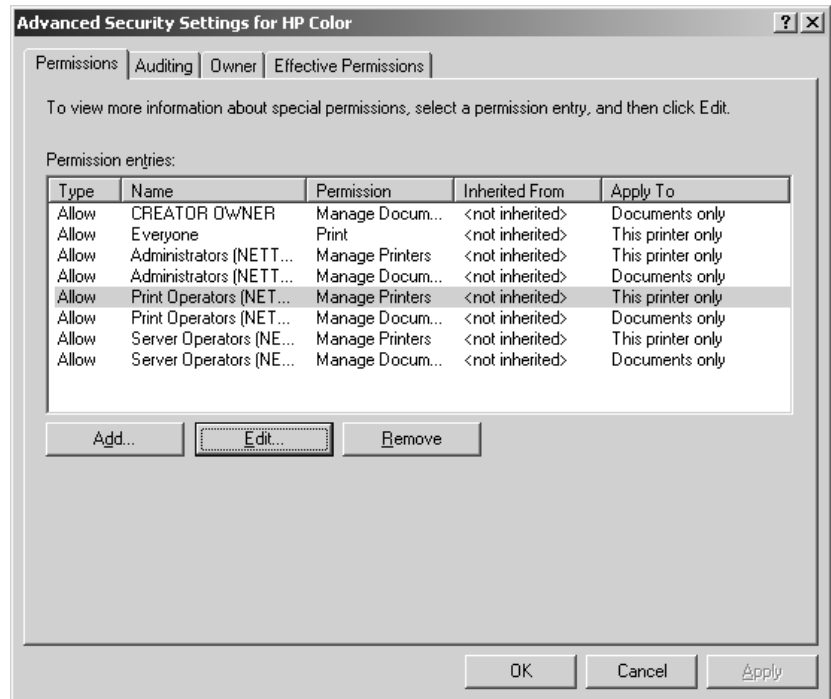 Advanced Security Settings for HP Color
Permissions Auditing Owner Effective Permissions
To view more information about special permissions, select a permission entry, and then click Edit.
Permission entries:
Type Name Permission Inherited From Apply To
Allow CREATOR OWNER Manage Docum... <not inherited> Documents only
Allow Everyone Print <not inherited> This printer only
Allow Administrators (NETT... Manage Printers <not inherited> This printer only
Allow Administrators (NETT... Manage Docum... <not inherited> Documents only
Allow Print Operators (NET... Manage Printers <not inherited> This printer only
Allow Print Operators (NET... Manage Docum... <not inherited> Documents only
Allow Server Operators (NE... Manage Printers <not inherited> This printer only
Allow Server Operators (NE... Manage Docum... <not inherited> Documents only
Add... Edit... Remove
OK Cancel Apply